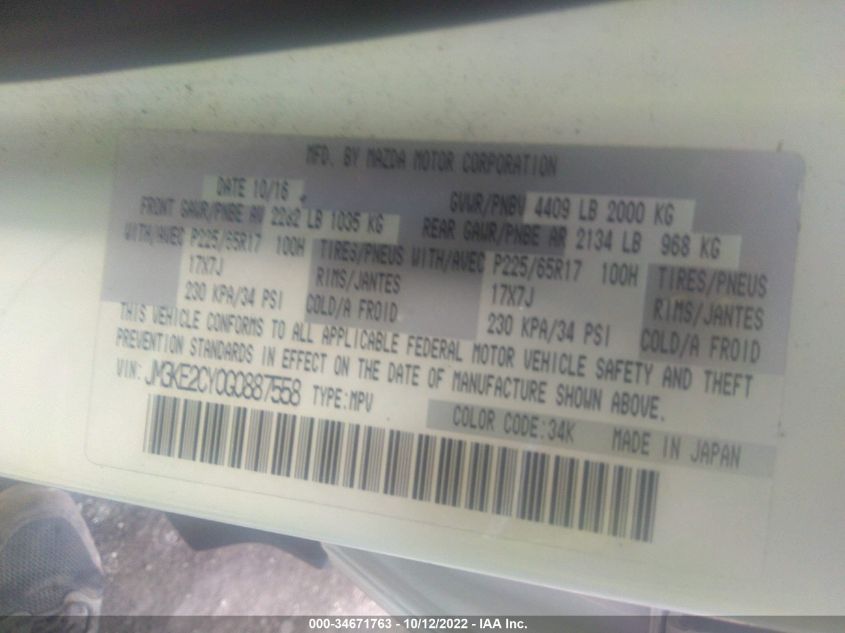 MFD. BY MAZDA MOTOR CORPORATION
DATE 10/16 GVWR/PNBV 4409 LB 2000 KG
FRONT GAWR/PNBE AV 2262 LB 1035 KG REAR GAWR/PNBE AR 2134 LB 968 KG
WITH/AVEC P225/65R17 100H TIRES/PNEUS WITH/AVEC P225/65R17 100H TIRES/PNEUS
17X7J RIMS/JANTES 17X7J RIMS/JANTES
230 KPA/34 PSI COLD/A FROID 230 KPA/34 PSI COLD/A FROID
THIS VEHICLE CONFORMS TO ALL APPLICABLE FEDERAL MOTOR VEHICLE SAFETY AND THEFT
PREVENTION STANDARDS IN EFFECT ON THE DATE OF MANUFACTURE SHOWN ABOVE.
VIN: JM3KE2CY0G0887558 TYPE:MPV
COLOR CODE:34K MADE IN JAPAN
000-34671763 - 10/12/2022 - IAA Inc.